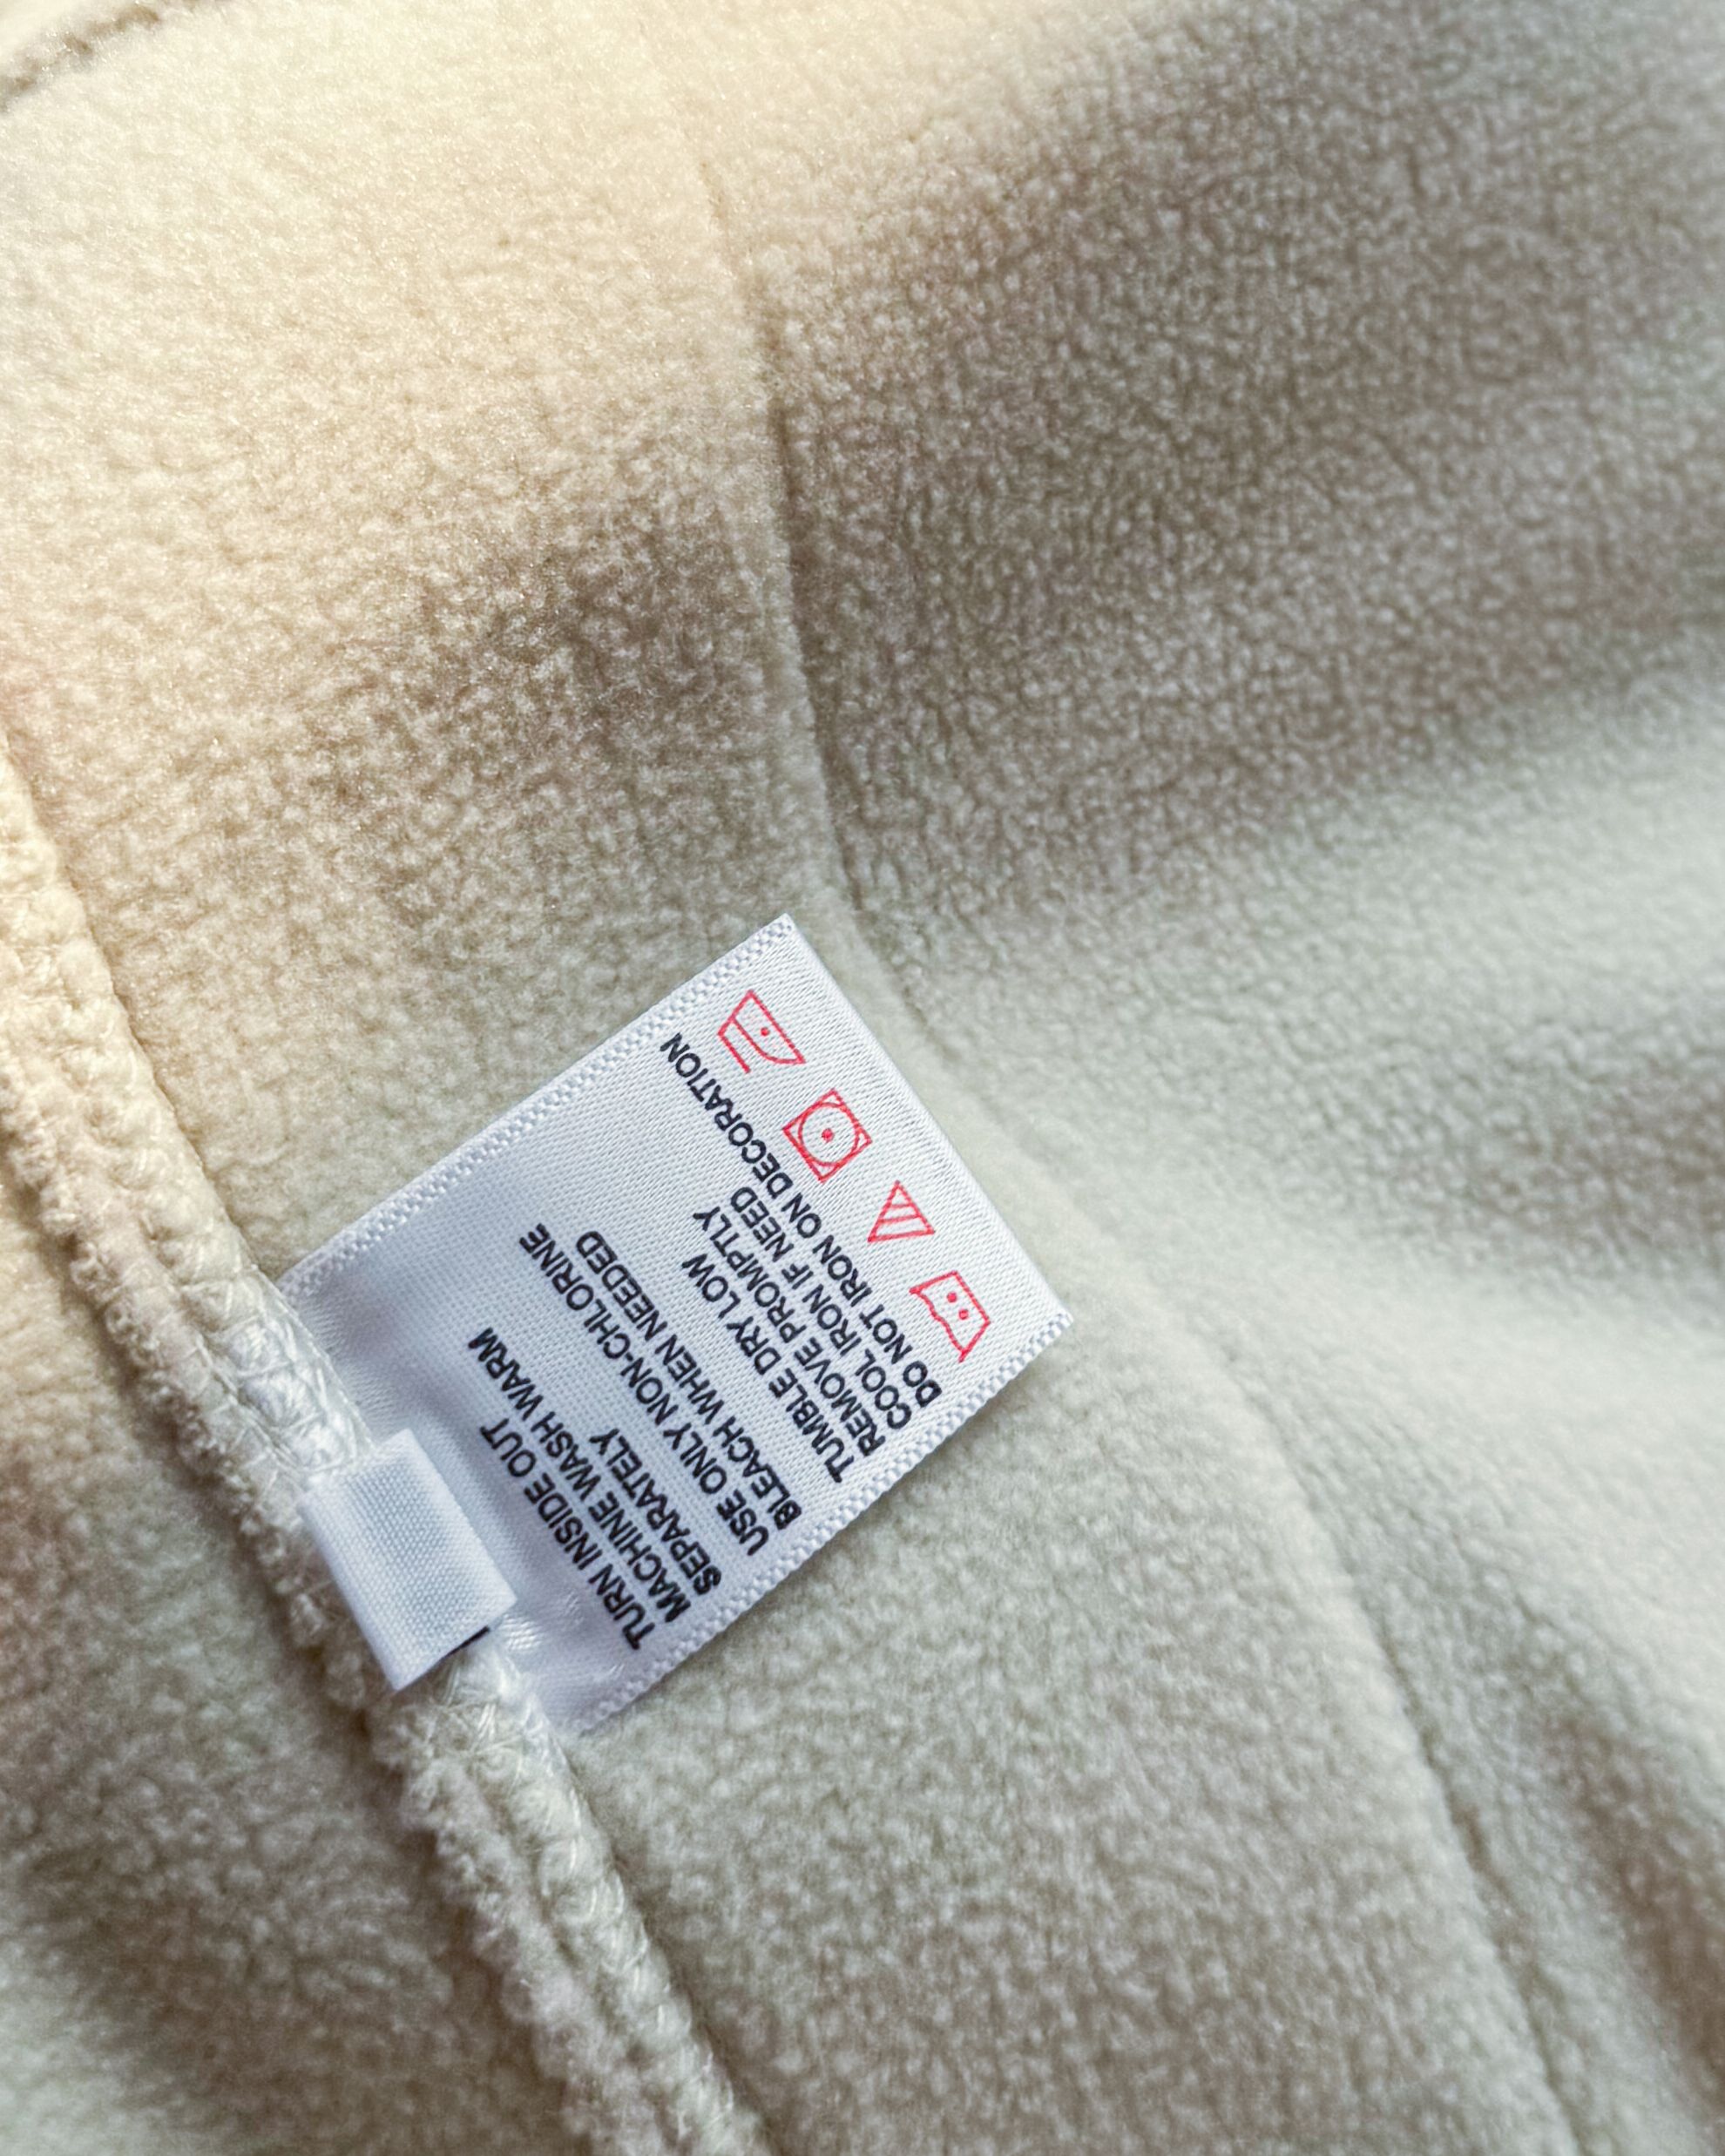 TURN INSIDE OUT
MACHINE WASH WARM
SEPARATELY
USE ONLY NON-CHLORINE
BLEACH WHEN NEEDED
TUMBLE DRY LOW
REMOVE PROMPTLY
COOL IRON IF NEED
DO NOT IRON ON DECORATION